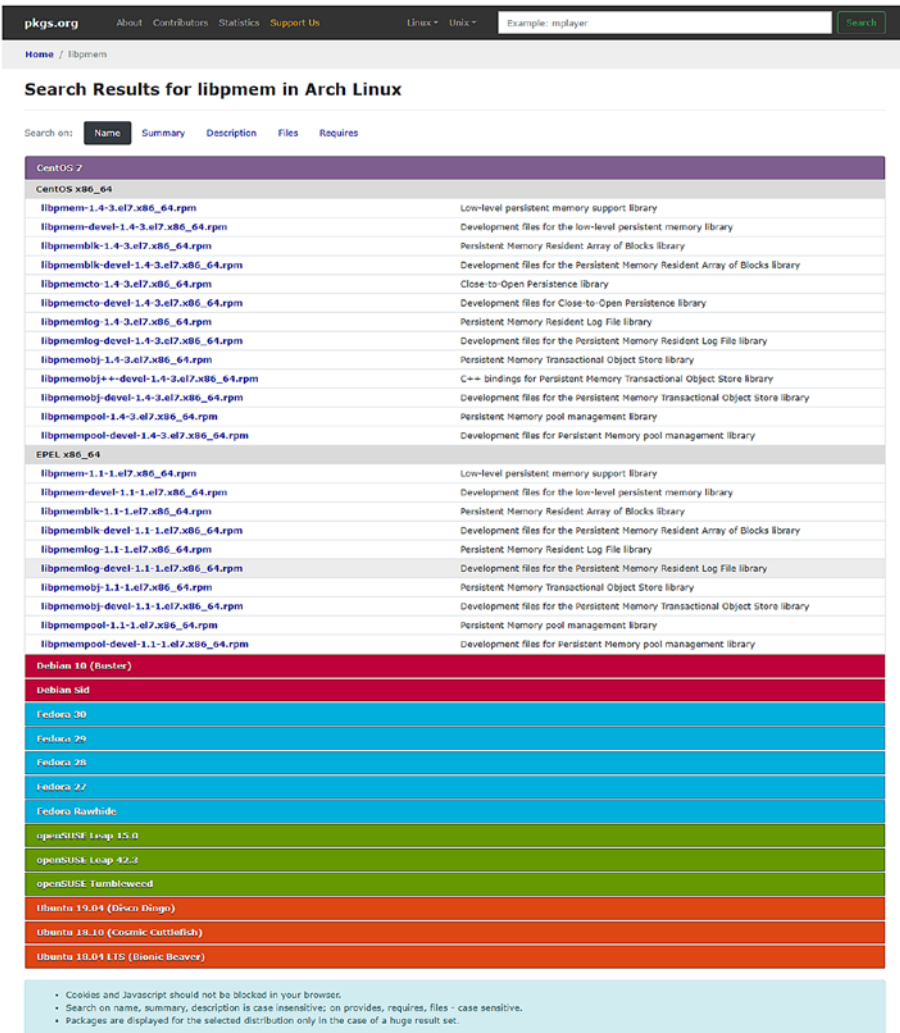 pkgs.org About Contributors Statistics Support Us Linux Unix Example: mplayer Search
Home / libpmem
Search Results for libpmem in Arch Linux
Search on: Name Summary Description Files Requires
CentOS 7
CentOS x86_64
libpmem-1.4-3.el7.x86_64.rpm Low-level persistent memory support library
libpmem-devel-1.4-3.el7.x86_64.rpm Development files for the low-level persistent memory library
libpmemblk-1.4-3.el7.x86_64.rpm Persistent Memory Resident Array of Blocks library
libpmemblk-devel-1.4-3.el7.x86_64.rpm Development files for the Persistent Memory Resident Array of Blocks library
libpmemcto-1.4-3.el7.x86_64.rpm Close-to-Open Persistence library
libpmemcto-devel-1.4-3.el7.x86_64.rpm Development files for Close-to-Open Persistence library
libpmemlog-1.4-3.el7.x86_64.rpm Persistent Memory Resident Log File library
libpmemlog-devel-1.4-3.el7.x86_64.rpm Development files for the Persistent Memory Resident Log File library
libpmemobj-1.4-3.el7.x86_64.rpm Persistent Memory Transactional Object Store library
libpmemobj++-devel-1.4-3.el7.x86_64.rpm C++ bindings for Persistent Memory Transactional Object Store library
libpmemobj-devel-1.4-3.el7.x86_64.rpm Development files for the Persistent Memory Transactional Object Store library
libpmempool-1.4-3.el7.x86_64.rpm Persistent Memory pool management library
libpmempool-devel-1.4-3.el7.x86_64.rpm Development files for Persistent Memory pool management library
EPEL x86_64
libpmem-1.1-1.el7.x86_64.rpm Low-level persistent memory support library
libpmem-devel-1.1-1.el7.x86_64.rpm Development files for the low-level persistent memory library
libpmemblk-1.1-1.el7.x86_64.rpm Persistent Memory Resident Array of Blocks library
libpmemblk-devel-1.1-1.el7.x86_64.rpm Development files for the Persistent Memory Resident Array of Blocks library
libpmemlog-1.1-1.el7.x86_64.rpm Persistent Memory Resident Log File library
libpmemlog-devel-1.1-1.el7.x86_64.rpm Development files for the Persistent Memory Resident Log File library
libpmemobj-1.1-1.el7.x86_64.rpm Persistent Memory Transactional Object Store library
libpmemobj-devel-1.1-1.el7.x86_64.rpm Development files for the Persistent Memory Transactional Object Store library
libpmempool-1.1-1.el7.x86_64.rpm Persistent Memory pool management library
libpmempool-devel-1.1-1.el7.x86_64.rpm Development files for Persistent Memory pool management library
Debian 10 (Buster)
Debian Sid
Fedora 30
Fedora 29
Fedora 28
Fedora 27
Fedora Rawhide
openSUSE Leap 15.0
openSUSE Leap 42.3
openSUSE Tumbleweed
Ubuntu 19.04 (Disco Dingo)
Ubuntu 18.10 (Cosmic Cuttlefish)
Ubuntu 18.04 LTS (Bionic Beaver)
• Cookies and Javascript should not be blocked in your browser.
• Search on name, summary, description is case insensitive; on provides, requires, files - case sensitive.
• Packages are displayed for the selected distribution only in the case of a huge result set.